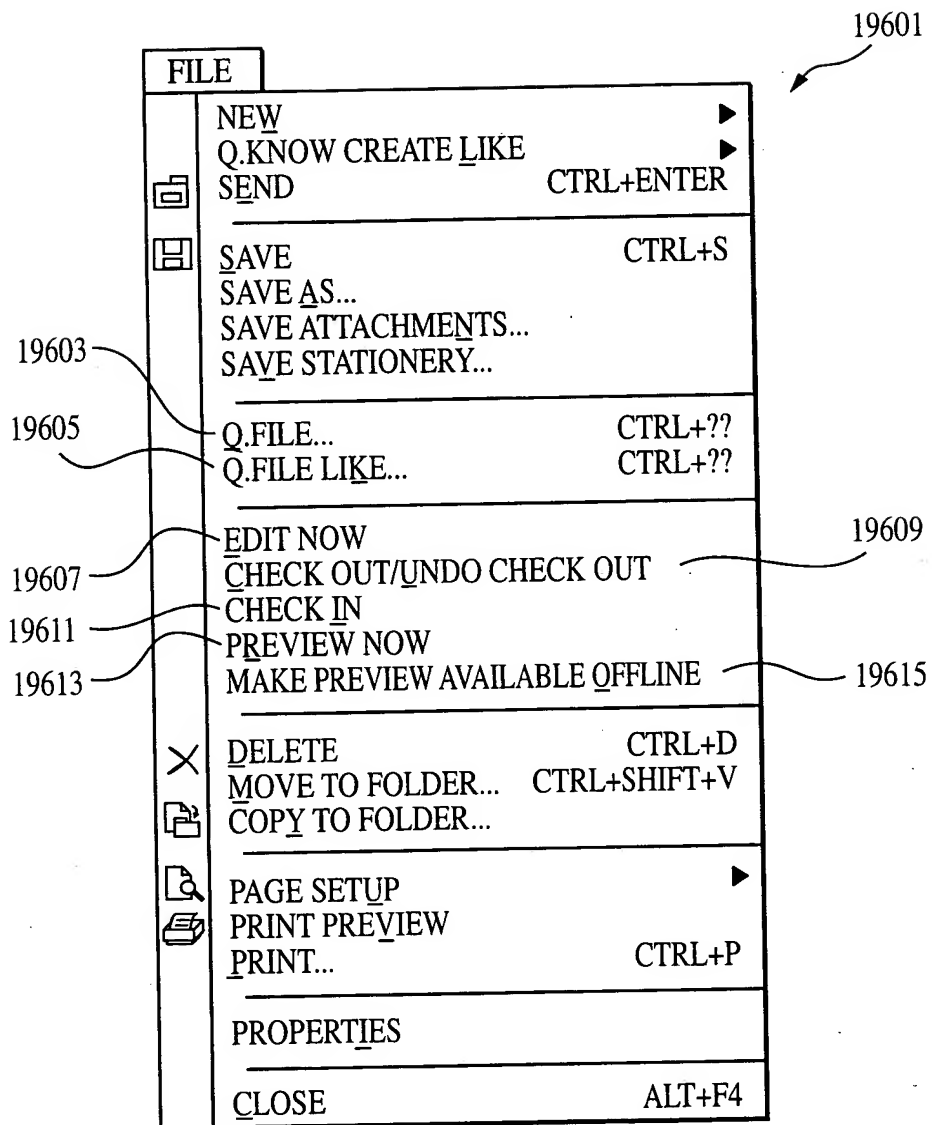 19601
FILE
NEW
Q.KNOW CREATE LIKE
SEND CTRL+ENTER
SAVE CTRL+S
SAVE AS...
SAVE ATTACHMENTS...
SAVE STATIONERY...
19603
Q.FILE... CTRL+??
19605
Q.FILE LIKE... CTRL+??
EDIT NOW
19607
CHECK OUT/UNDO CHECK OUT
19609
CHECK IN
19611
PREVIEW NOW
19613
MAKE PREVIEW AVAILABLE OFFLINE
19615
DELETE CTRL+D
MOVE TO FOLDER... CTRL+SHIFT+V
COPY TO FOLDER...
PAGE SETUP
PRINT PREVIEW
PRINT... CTRL+P
PROPERTIES
CLOSE ALT+F4